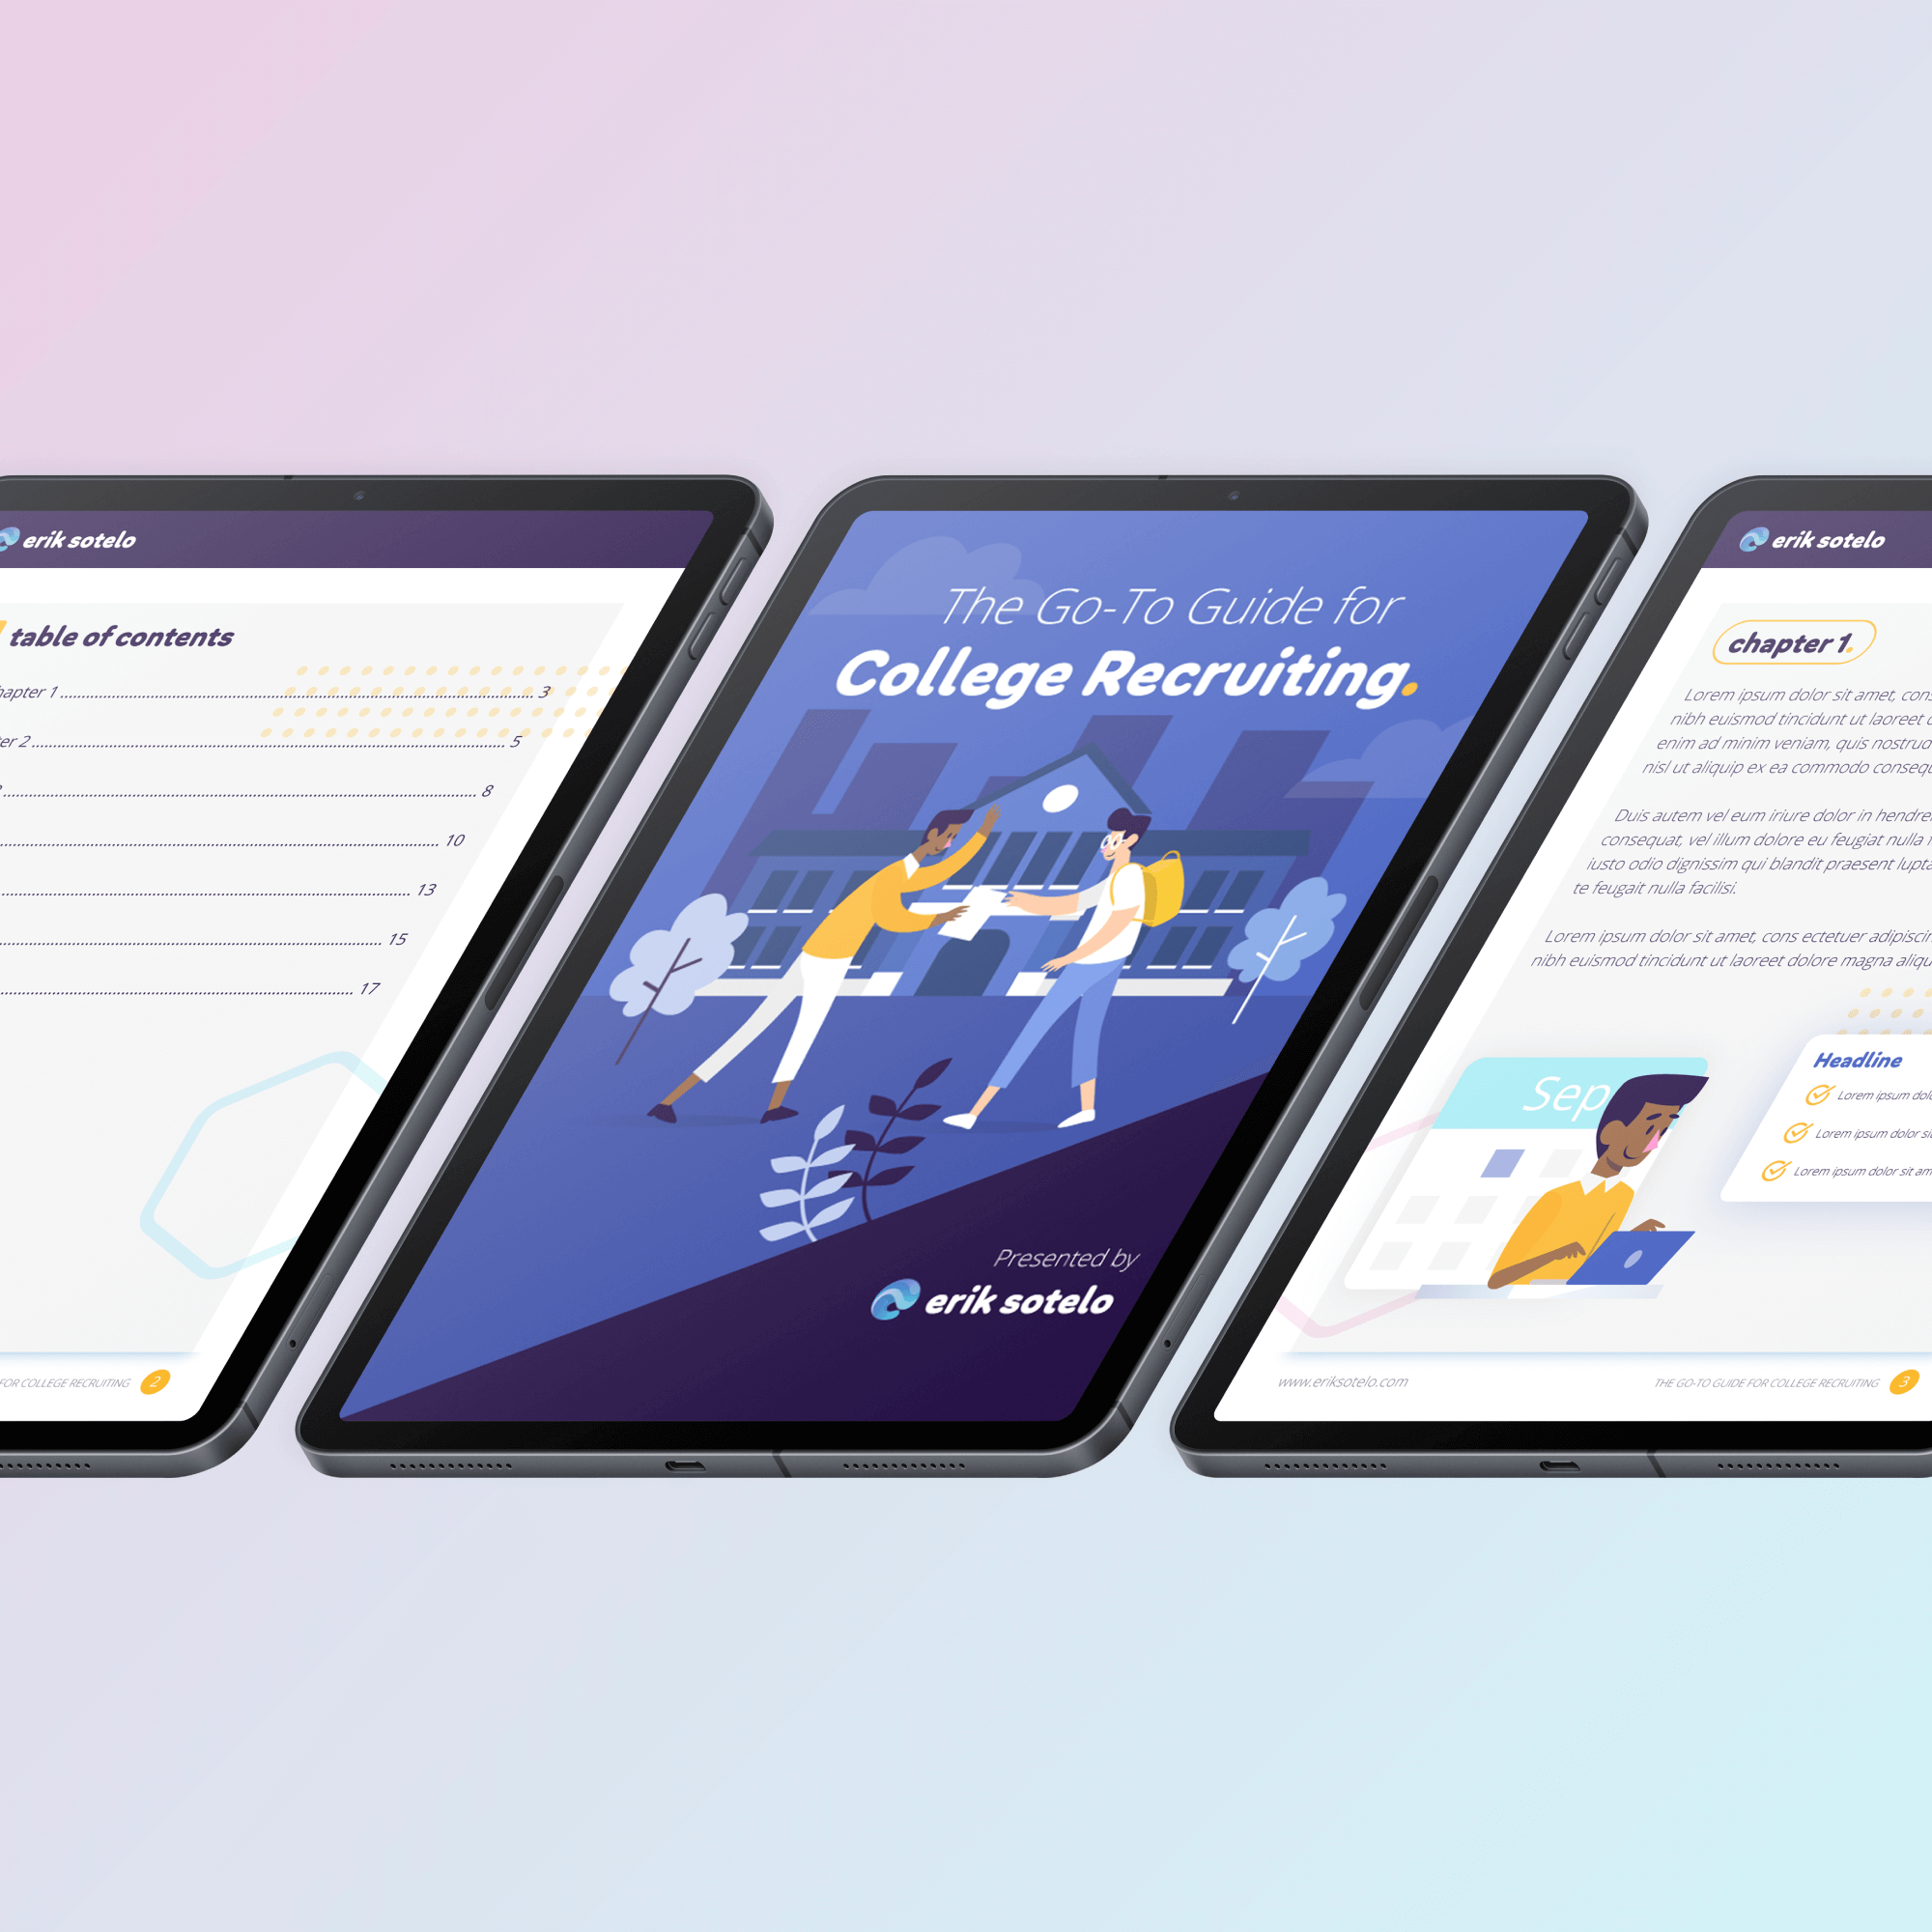 erik sotelo
table of contents
hapter 1 3
er 2 5
8
10
13
15
17
FOR COLLEGE RECRUITING 2
The Go-To Guide for
College Recruiting.
Presented by
erik sotelo
erik sotelo
chapter 1.
Lorem ipsum dolor sit amet, cons
nibh euismod tincidunt ut laoreet
enim ad minim veniam, quis nostrud
nisl ut aliquip ex ea commodo consequ
Duis autem vel eum iriure dolor in hendre
consequat, vel illum dolore eu feugiat nulla
iusto odio dignissim qui blandit praesent lupta
te feugait nulla facilisi.
Lorem ipsum dolor sit amet, cons ectetuer adipiscin
nibh euismod tincidunt ut laoreet dolore magna aliqu
Sep
Headline
Lorem ipsum dol
Lorem ipsum dolor si
Lorem ipsum dolor sit am
www.eriksotelo.com
THE GO-TO GUIDE FOR COLLEGE RECRUITING 3